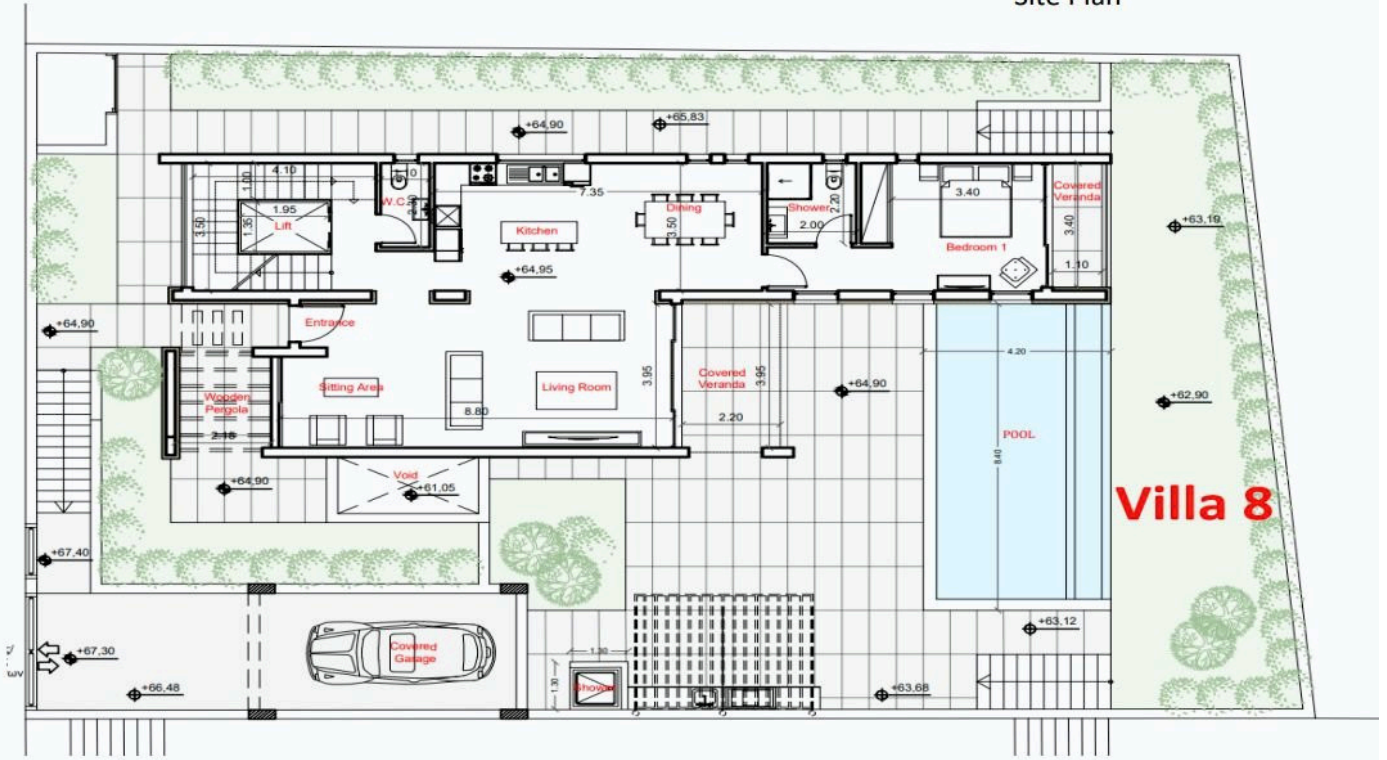 Site Plan
+64,90
+65,83
4.10
1.00
1.10
W.C
7.35
Dining
3.50
Shower
2.20
2.00
3.40
Covered
Veranda
3.40
1.10
Bedroom 1
1.95
1.35
Lift
3.50
Kitchen
+64,95
+63,19
+64,90
Entrance
Sitting Area
Living Room
3.95
8.80
Covered
Veranda
3.95
2.20
+64,90
4.20
+62,90
POOL
8.40
Wooden
Pergola
2.15
+64,90
Void
+61,05
Villa 8
+67,40
+67,30
+66,48
Covered
Garage
1.30
1.30
Shower
+63,68
+63,12